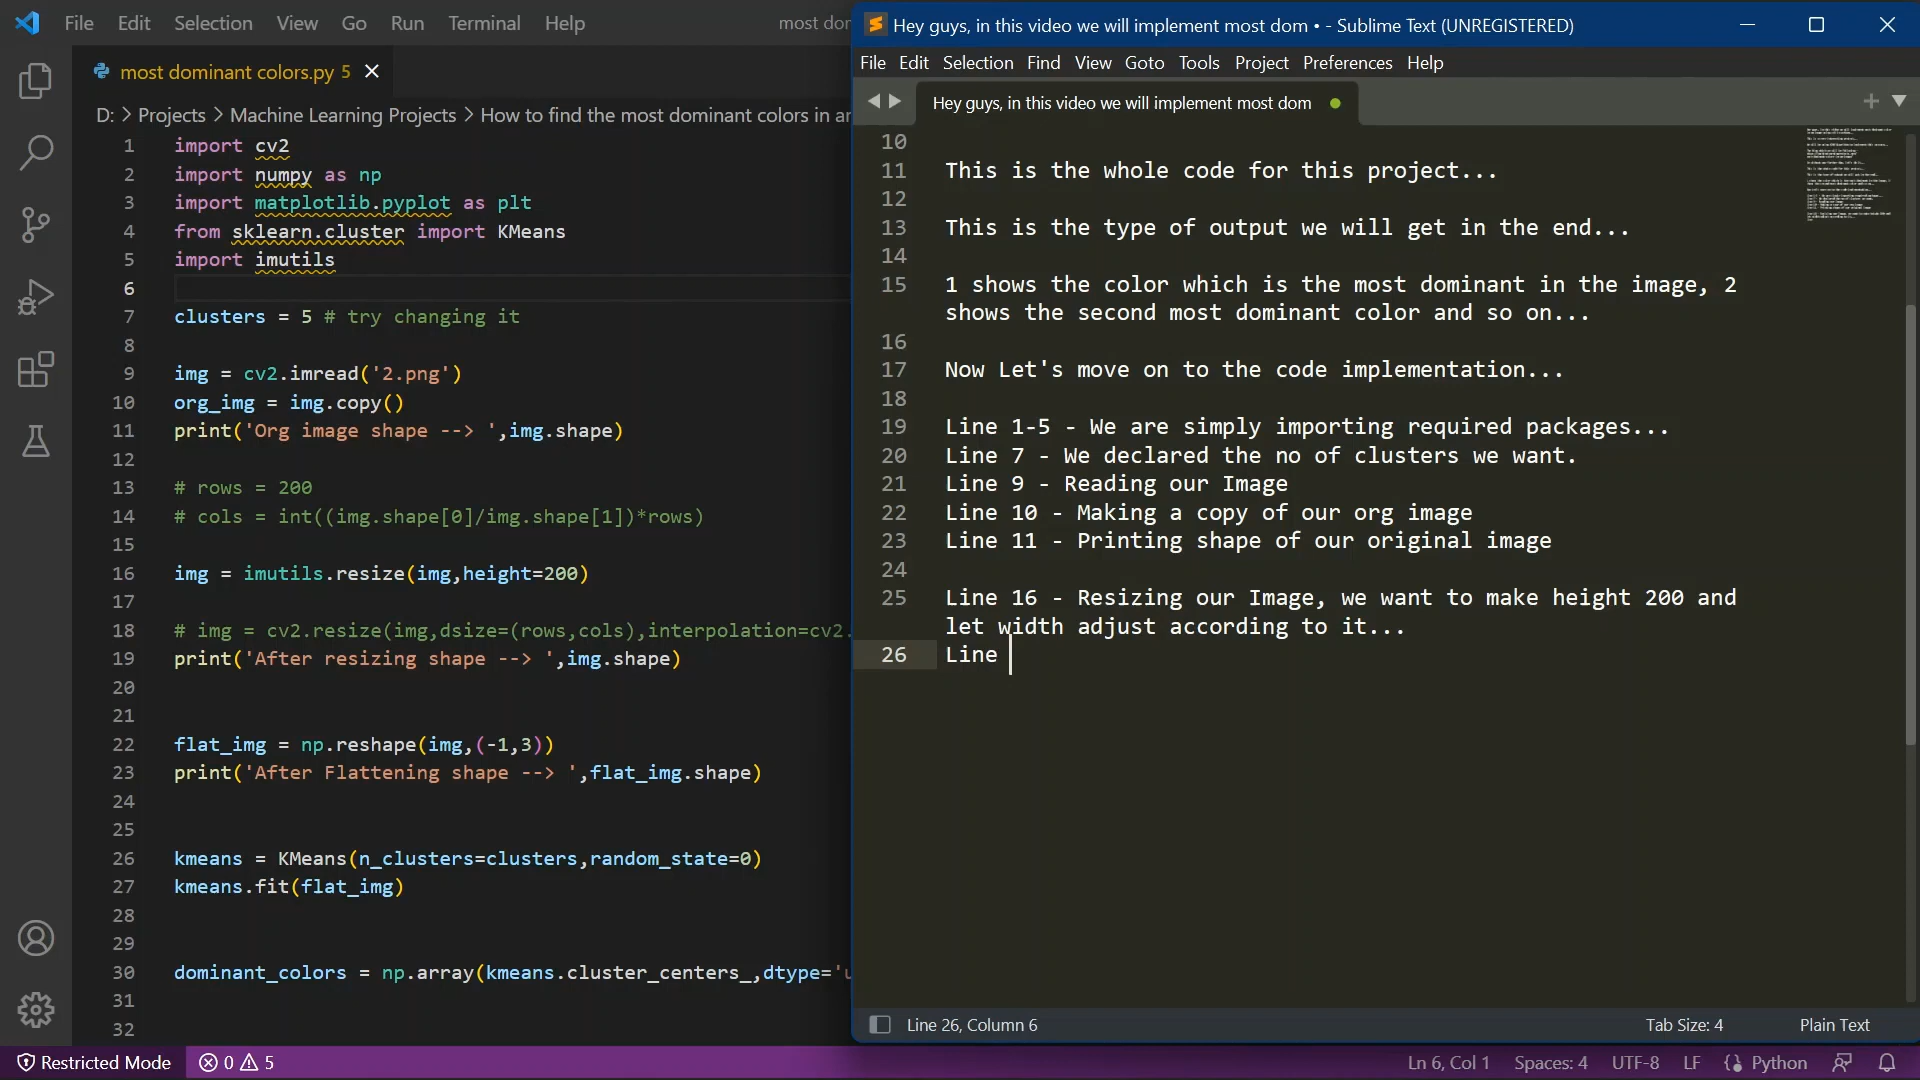 File Edit Selection View Go Run Terminal Help
most dom
most dominant colors.py 5
D: > Projects > Machine Learning Projects > How to find the most dominant colors in an
1 import cv2
2 import numpy as np
3 import matplotlib.pyplot as plt
4 from sklearn.cluster import KMeans
5 import imutils
6
7 clusters = 5 # try changing it
8
9 img = cv2.imread('2.png')
10 org_img = img.copy()
11 print('Org image shape --> ',img.shape)
12
13 # rows = 200
14 # cols = int((img.shape[0]/img.shape[1])*rows)
15
16 img = imutils.resize(img,height=200)
17
18 # img = cv2.resize(img,dsize=(rows,cols),interpolation=cv2.
19 print('After resizing shape --> ',img.shape)
20
21
22 flat_img = np.reshape(img,(-1,3))
23 print('After Flattening shape --> ',flat_img.shape)
24
25
26 kmeans = KMeans(n_clusters=clusters,random_state=0)
27 kmeans.fit(flat_img)
28
29
30 dominant_colors = np.array(kmeans.cluster_centers_,dtype='u
31
32
Restricted Mode 0 5
Ln 6, Col 1 Spaces: 4 UTF-8 LF Python
Hey guys, in this video we will implement most dom • - Sublime Text (UNREGISTERED)
File Edit Selection Find View Goto Tools Project Preferences Help
Hey guys, in this video we will implement most dom
10
11 This is the whole code for this project...
12
13 This is the type of output we will get in the end...
14
15 1 shows the color which is the most dominant in the image, 2
shows the second most dominant color and so on...
16
17 Now Let's move on to the code implementation...
18
19 Line 1-5 - We are simply importing required packages...
20 Line 7 - We declared the no of clusters we want.
21 Line 9 - Reading our Image
22 Line 10 - Making a copy of our org image
23 Line 11 - Printing shape of our original image
24
25 Line 16 - Resizing our Image, we want to make height 200 and
let width adjust according to it...
26 Line
Line 26, Column 6
Tab Size: 4 Plain Text